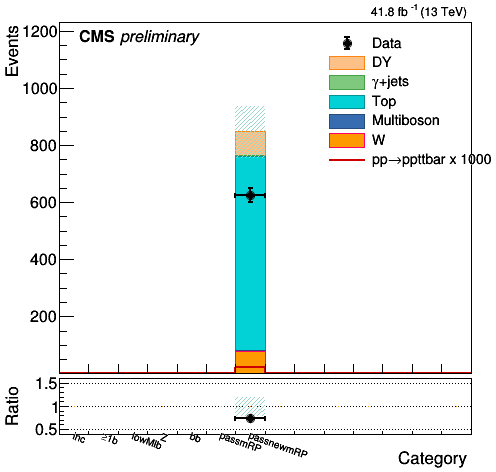 41.8 fb⁻¹ (13 TeV)
CMS preliminary
Events
1200
1000
800
600
400
200
Data
DY
γ+jets
Top
Multiboson
W
pp→ppttbar x 1000
Ratio
1.5
1
0.5
inc
≥1b
lowMlb
Z
bb
passmRP
passnewmRP
Category